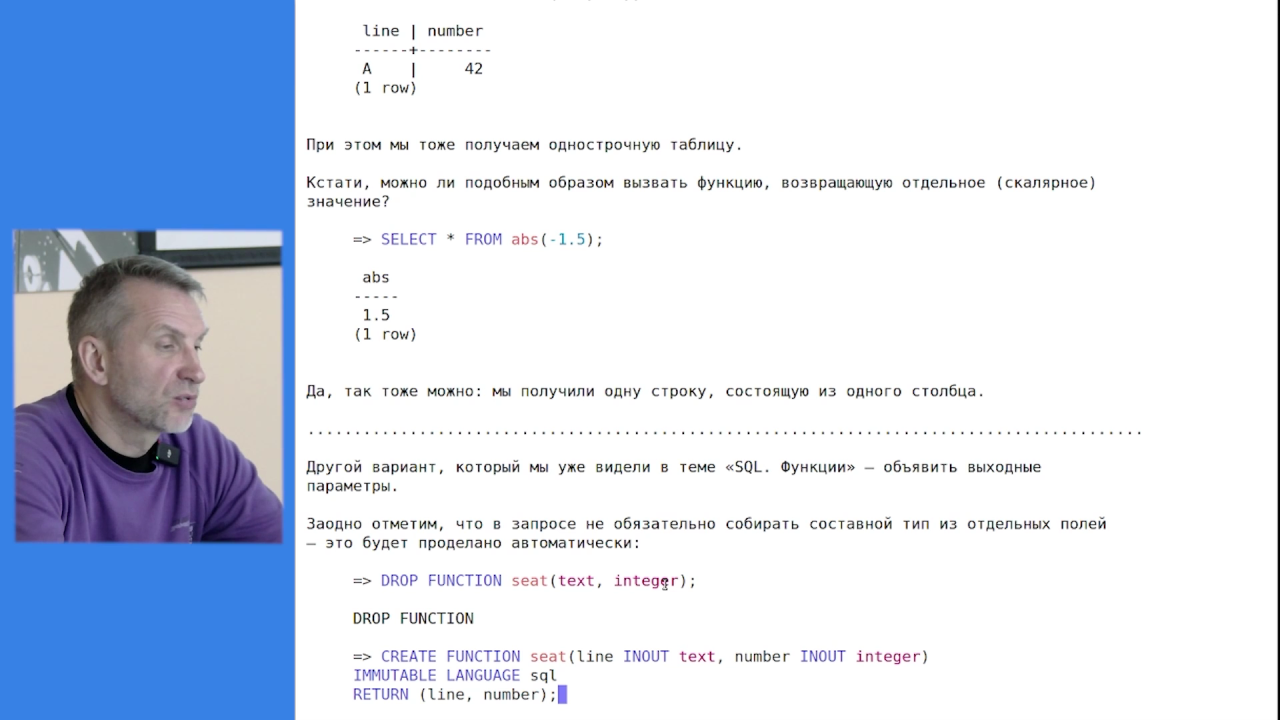 line | number
------+--------
A    |     42
(1 row)
При этом мы тоже получаем однострочную таблицу.
Кстати, можно ли подобным образом вызвать функцию, возвращающую отдельное (скалярное)
значение?
=> SELECT * FROM abs(-1.5);
abs
-----
1.5
(1 row)
Да, так тоже можно: мы получили одну строку, состоящую из одного столбца.
..........................................................................................
Другой вариант, который мы уже видели в теме «SQL. Функции» — объявить выходные
параметры.
Заодно отметим, что в запросе не обязательно собирать составной тип из отдельных полей
— это будет проделано автоматически:
=> DROP FUNCTION seat(text, integer);
DROP FUNCTION
=> CREATE FUNCTION seat(line INOUT text, number INOUT integer)
IMMUTABLE LANGUAGE sql
RETURN (line, number);